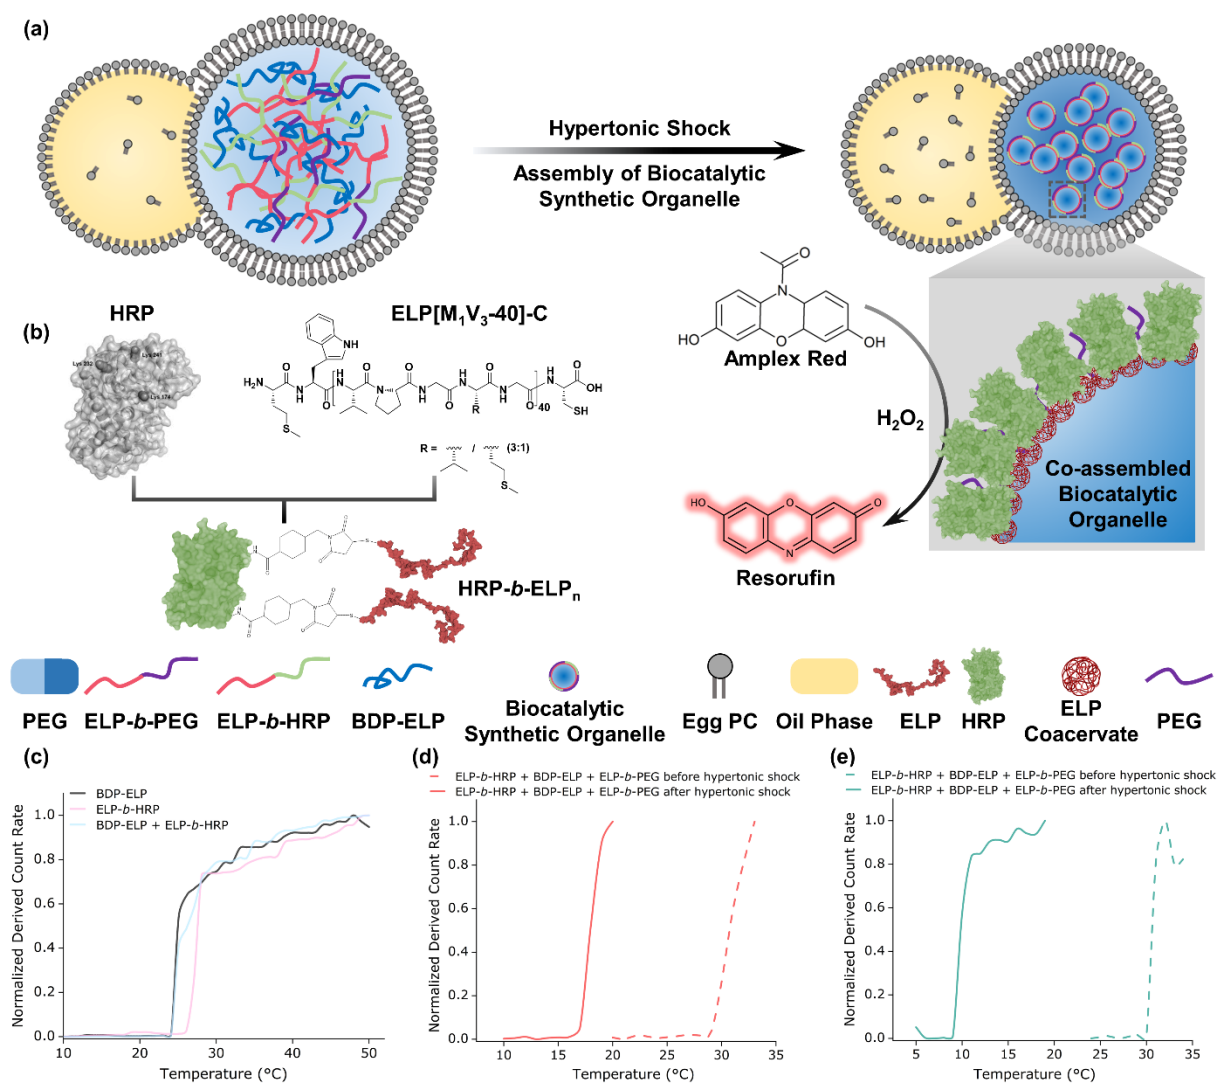 (a)
Hypertonic Shock
Assembly of Biocatalytic
Synthetic Organelle
(b)
HRP
Lys 232
Lys 241
Lys 174
ELP[M₁V₃-40]-C
H₂N
O
NH
O
N
O
H
N
O
R
N
H
O
40
H
N
O
OH
SH
S
R =
/
(3:1)
S
HRP-b-ELPₙ
O
N
HO
O
OH
Amplex Red
H₂O₂
HO
O
O
N
Resorufin
Co-assembled
Biocatalytic
Organelle
PEG
ELP-b-PEG
ELP-b-HRP
BDP-ELP
Biocatalytic
Synthetic Organelle
Egg PC
Oil Phase
ELP
HRP
ELP
Coacervate
PEG
(c)
BDP-ELP
ELP-b-HRP
BDP-ELP + ELP-b-HRP
Normalized Derived Count Rate
1.0
0.8
0.6
0.4
0.2
0.0
10 20 30 40 50
Temperature (°C)
(d)
ELP-b-HRP + BDP-ELP + ELP-b-PEG before hypertonic shock
ELP-b-HRP + BDP-ELP + ELP-b-PEG after hypertonic shock
Normalized Derived Count Rate
1.0
0.8
0.6
0.4
0.2
0.0
10 20 30
Temperature (°C)
(e)
ELP-b-HRP + BDP-ELP + ELP-b-PEG before hypertonic shock
ELP-b-HRP + BDP-ELP + ELP-b-PEG after hypertonic shock
Normalized Derived Count Rate
1.0
0.8
0.6
0.4
0.2
0.0
5 10 15 20 25 30 35
Temperature (°C)